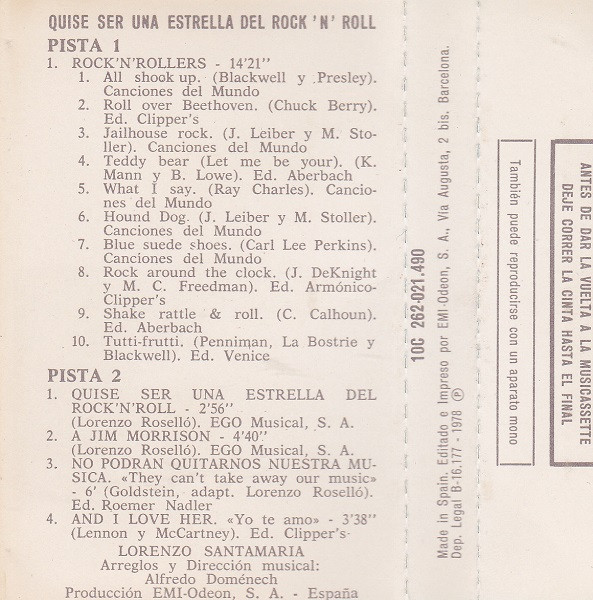 QUISE SER UNA ESTRELLA DEL ROCK 'N' ROLL
PISTA 1
1. ROCK'N'ROLLERS - 14'21"
1. All shook up. (Blackwell y Presley).
Canciones del Mundo
2. Roll over Beethoven. (Chuck Berry).
Ed. Clipper's
3. Jailhouse rock. (J. Leiber y M. Sto-
ller). Canciones del Mundo
4. Teddy bear (Let me be your). (K.
Mann y B. Lowe). Ed. Aberbach
5. What I say. (Ray Charles). Cancio-
nes del Mundo
6. Hound Dog. (J. Leiber y M. Stoller).
Canciones del Mundo
7. Blue suede shoes. (Carl Lee Perkins).
Canciones del Mundo
8. Rock around the clock. (J. DeKnight
y M. C. Freedman). Ed. Armónico-
Clipper's
9. Shake rattle & roll. (C. Calhoun).
Ed. Aberbach
10. Tutti-frutti. (Penniman, La Bostrie y
Blackwell). Ed. Venice
PISTA 2
1. QUISE SER UNA ESTRELLA DEL
ROCK'N'ROLL - 2'56"
(Lorenzo Roselló). EGO Musical, S. A.
2. A JIM MORRISON - 4'40"
(Lorenzo Roselló). EGO Musical, S. A.
3. NO PODRAN QUITARNOS NUESTRA MU-
SICA. «They can't take away our music»
- 6' (Goldstein, adapt. Lorenzo Roselló).
Ed. Roemer Nadler
4. AND I LOVE HER. «Yo te amo» - 3'38"
(Lennon y McCartney). Ed. Clipper's
LORENZO SANTAMARIA
Arreglos y Dirección musical:
Alfredo Doménech
Producción EMI-Odeon, S. A. - España
10C 262-021.490
Made in Spain. Editado e Impreso por EMI-Odeon, S. A., Vía Augusta, 2 bis. Barcelona.
Dep. Legal B-16.177 - 1978 Ⓟ
También puede reproducirse con un aparato mono
ANTES DE DAR LA VUELTA A LA MUSICASSETTE
DEJE CORRER LA CINTA HASTA EL FINAL